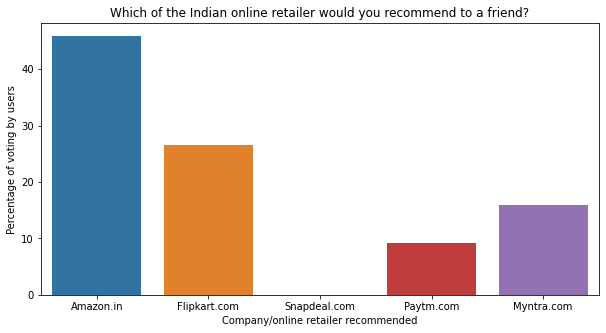 Which of the Indian online retailer would you recommend to a friend?
Percentage of voting by users
40
30
20
10
0
Amazon.in Flipkart.com Snapdeal.com Paytm.com Myntra.com
Company/online retailer recommended